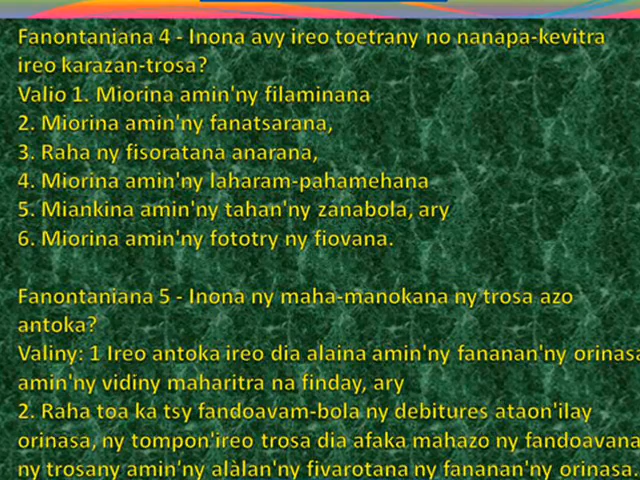 Fanontaniana 4 - Inona avy ireo toetrany no nanapa-kevitra
ireo karazan-trosa?
Valio 1. Miorina amin'ny filaminana
2. Miorina amin'ny fanatsarana,
3. Raha ny fisoratana anarana,
4. Miorina amin'ny laharam-pahamehana
5. Miankina amin'ny tahan'ny zanabola, ary
6. Miorina amin'ny fototry ny fiovana.
Fanontaniana 5 - Inona ny maha-manokana ny trosa azo
antoka?
Valiny: 1 Ireo antoka ireo dia alaina amin'ny fananan'ny orinasa
amin'ny vidiny maharitra na finday, ary
2. Raha toa ka tsy fandoavam-bola ny debitures ataon'ilay
orinasa, ny tompon'ireo trosa dia afaka mahazo ny fandoavana
ny trosany amin'ny alàlan'ny fivarotana ny fananan'ny orinasa.